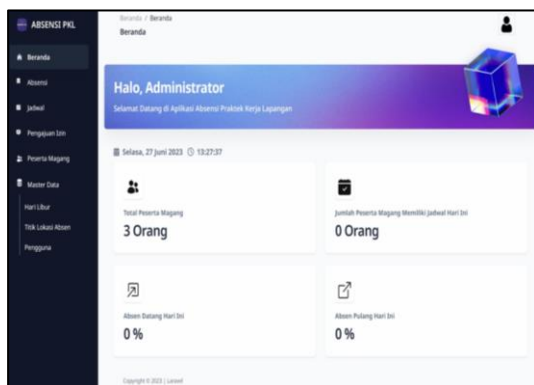 ABSENSI PKL
Beranda
Absensi
Jadwal
Pengajuan Izin
Peserta Magang
Master Data
Hari Libur
Titik Lokasi Absen
Pengguna
Beranda / Beranda
Beranda
Halo, Administrator
Selamat Datang di Aplikasi Absensi Praktek Kerja Lapangan
Selasa, 27 Juni 2023 13:27:37
Total Peserta Magang
3 Orang
Jumlah Peserta Magang Memiliki Jadwal Hari Ini
0 Orang
Absen Datang Hari Ini
0 %
Absen Pulang Hari Ini
0 %
Copyright © 2023 | Laravel